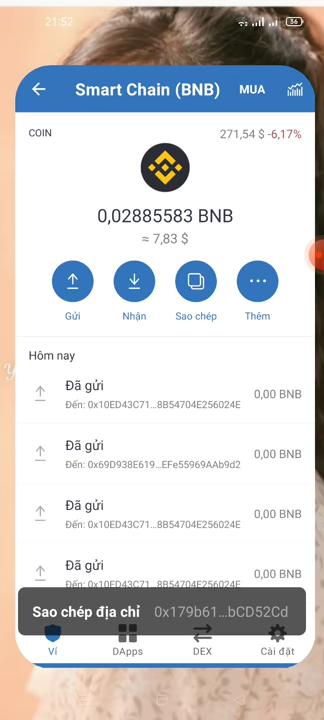 21:52
56
Smart Chain (BNB)
MUA
COIN
271,54 $ -6,17%
0,02885583 BNB
≈ 7,83 $
Gửi
Nhận
Sao chép
Thêm
Hôm nay
Đã gửi
0,00 BNB
Đến: 0x10ED43C71...8B54704E256024E
Đã gửi
0,00 BNB
Đến: 0x69D938E619...EFe55969AAb9d2
Đã gửi
0,00 BNB
Đến: 0x10ED43C71...8B54704E256024E
Đã gửi
0,00 BNB
Đến: 0x10ED43C71...8B54704E256024E
Sao chép địa chỉ 0x179b61...bCD52Cd
Ví
DApps
DEX
Cài đặt